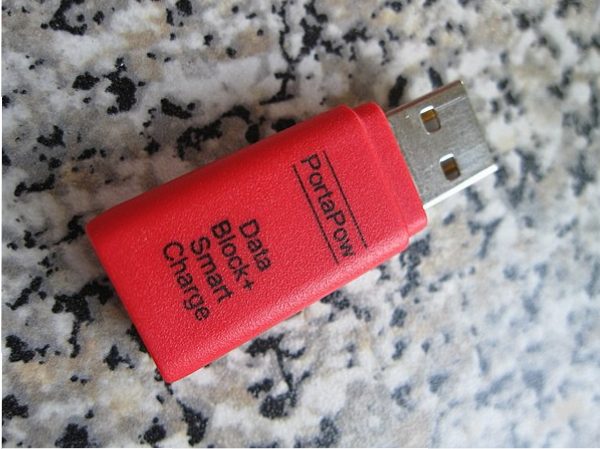 PortaPow
Data
Block+
Smart
Charge